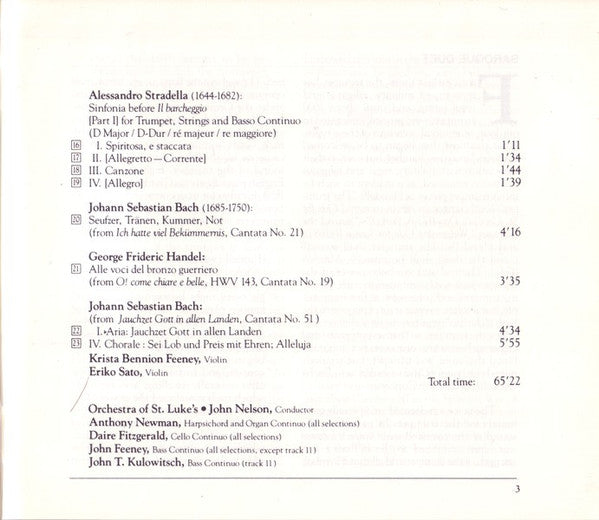 Alessandro Stradella (1644-1682):
Sinfonia before Il barcheggio
[Part I] for Trumpet, Strings and Basso Continuo
(D Major / D-Dur / ré majeur / re maggiore)
16 I. Spiritosa, e staccata 1'11
17 II. [Allegretto—Corrente] 1'34
18 III. Canzone 1'44
19 IV. [Allegro] 1'39
Johann Sebastian Bach (1685-1750):
20 Seufzer, Tränen, Kummer, Not
(from Ich hatte viel Bekümmernis, Cantata No. 21) 4'16
George Frideric Handel:
21 Alle voci del bronzo guerriero
(from O! come chiare e belle, HWV 143, Cantata No. 19) 3'35
Johann Sebastian Bach:
(from Jauchzet Gott in allen Landen, Cantata No. 51)
22 I. Aria: Jauchzet Gott in allen Landen 4'34
23 IV. Chorale : Sei Lob und Preis mit Ehren; Alleluja 5'55
Krista Bennion Feeney, Violin
Eriko Sato, Violin
Total time: 65'22
Orchestra of St. Luke's • John Nelson, Conductor
Anthony Newman, Harpsichord and Organ Continuo (all selections)
Daire Fitzgerald, Cello Continuo (all selections)
John Feeney, Bass Continuo (all selections, except track 11)
John T. Kulowitsch, Bass Continuo (track 11)
3